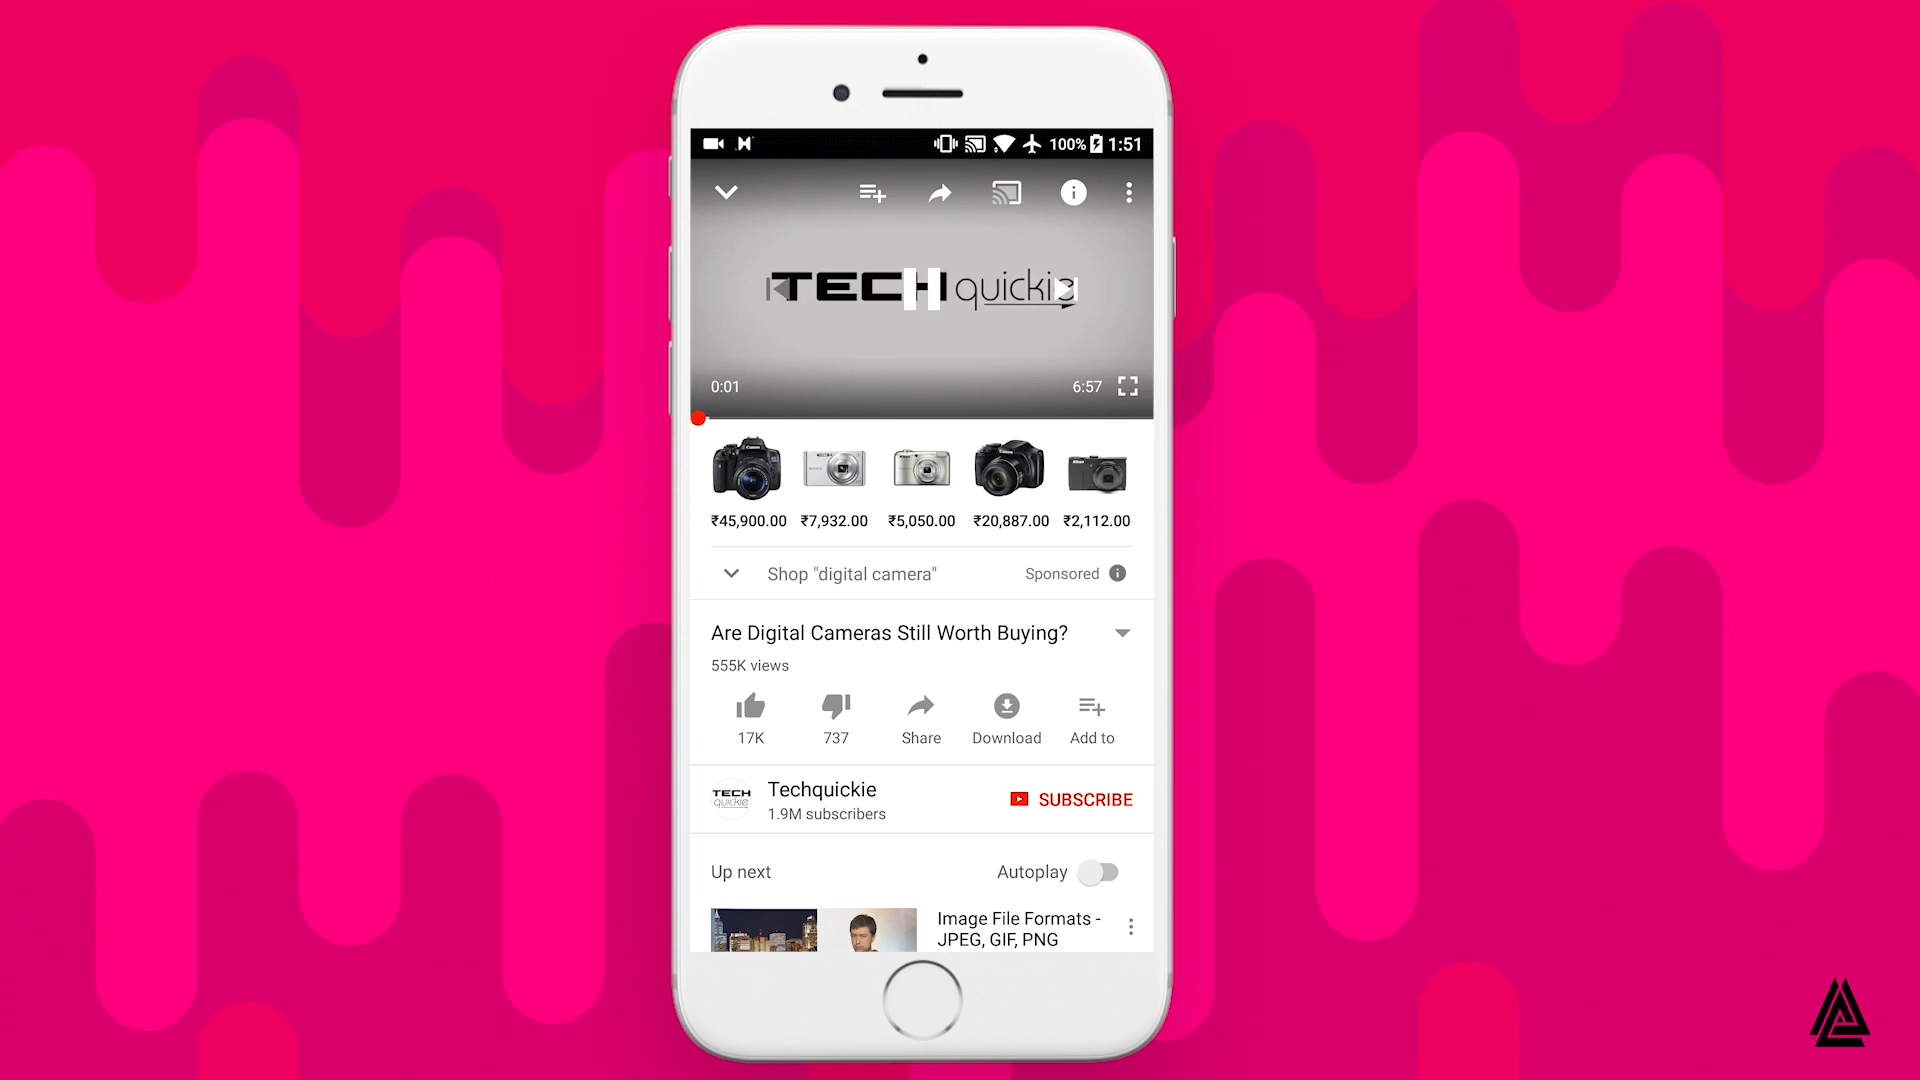 100% 1:51
TECH quickie
0:01 6:57
₹45,900.00 ₹7,932.00 ₹5,050.00 ₹20,887.00 ₹2,112.00
Shop "digital camera" Sponsored
Are Digital Cameras Still Worth Buying?
555K views
17K 737 Share Download Add to
TECH
quickie
Techquickie
1.9M subscribers
SUBSCRIBE
Up next Autoplay
Image File Formats -
JPEG, GIF, PNG